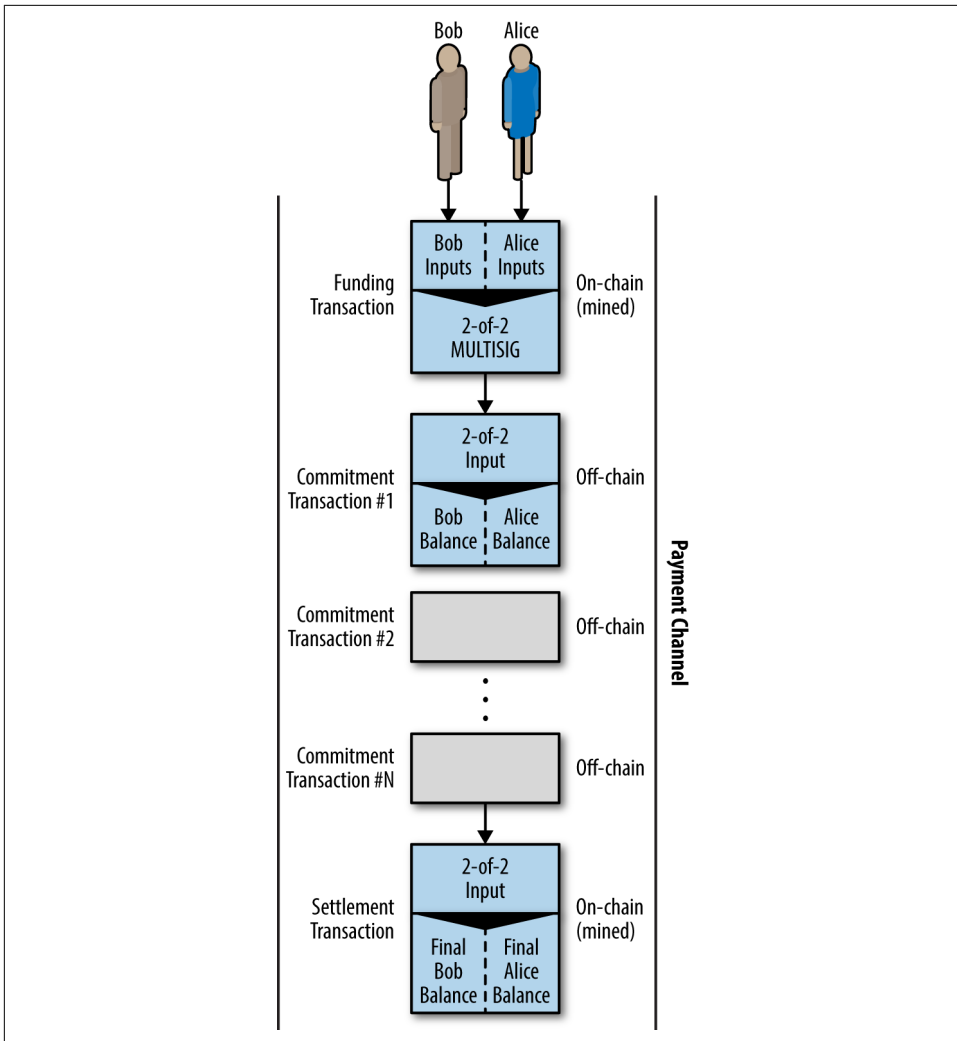 Bob
Alice
Funding
Transaction
Bob
Inputs
Alice
Inputs
2-of-2
MULTISIG
On-chain
(mined)
Commitment
Transaction #1
2-of-2
Input
Bob
Balance
Alice
Balance
Off-chain
Commitment
Transaction #2
Off-chain
Commitment
Transaction #N
Off-chain
Settlement
Transaction
2-of-2
Input
Final
Bob
Balance
Final
Alice
Balance
On-chain
(mined)
Payment Channel